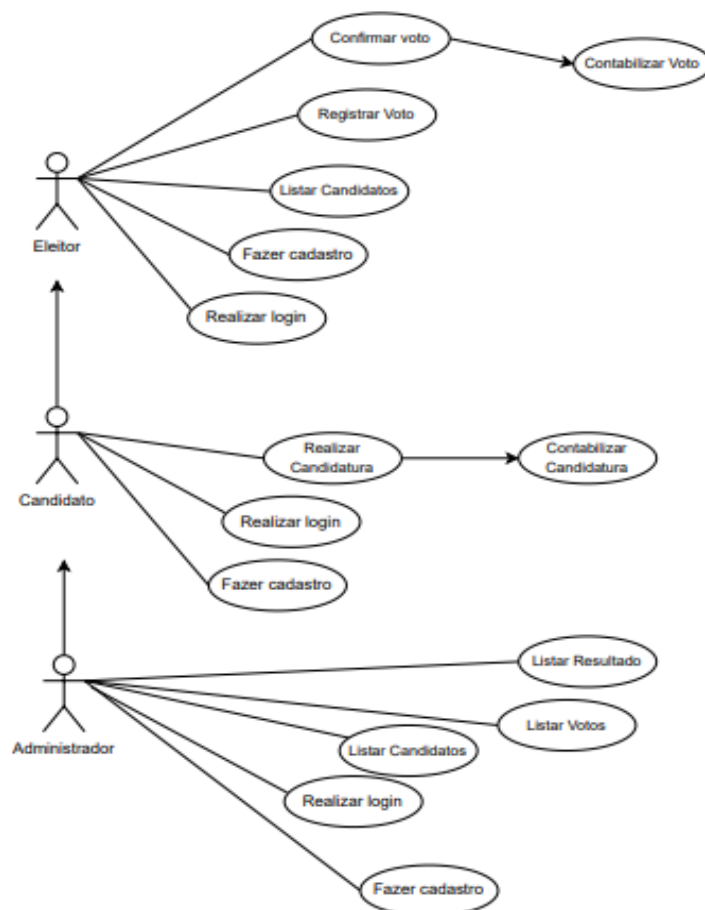 Confirmar voto
Contabilizar Voto
Registrar Voto
Listar Candidatos
Eleitor
Fazer cadastro
Realizar login
Realizar
Candidatura
Contabilizar
Candidatura
Candidato
Realizar login
Fazer cadastro
Listar Resultado
Listar Votos
Administrador
Listar Candidatos
Realizar login
Fazer cadastro